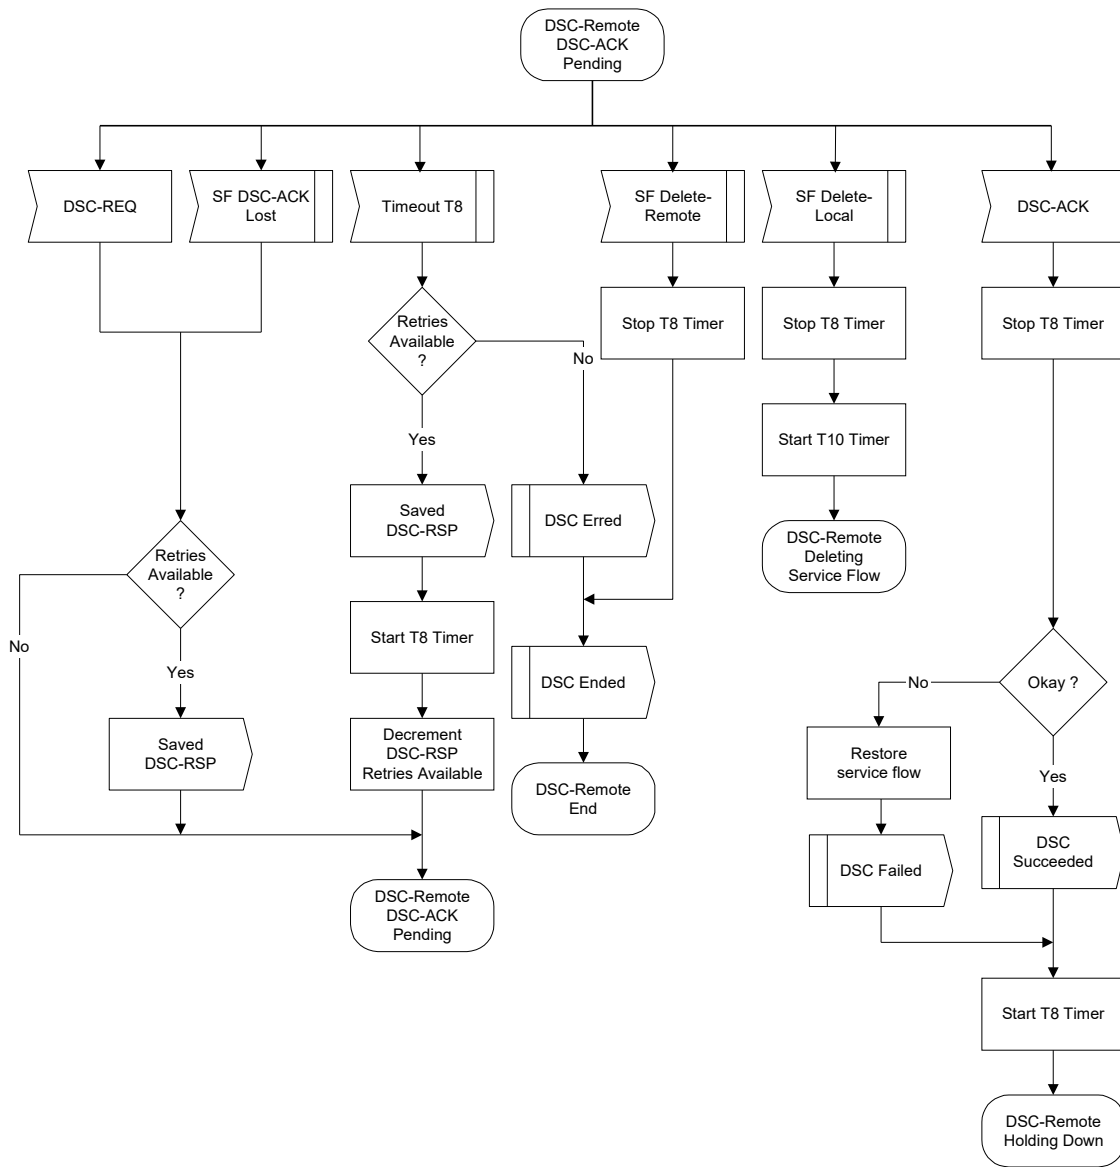 DSC-Remote
DSC-ACK
Pending
DSC-REQ
SF DSC-ACK
Lost
Timeout T8
SF Delete-
Remote
SF Delete-
Local
DSC-ACK
Retries
Available
?
No
Yes
Stop T8 Timer
Stop T8 Timer
Stop T8 Timer
Start T10 Timer
Saved
DSC-RSP
DSC Erred
DSC-Remote
Deleting
Service Flow
Retries
Available
?
No
Yes
Start T8 Timer
DSC Ended
Okay ?
No
Yes
Saved
DSC-RSP
Decrement
DSC-RSP
Retries Available
DSC-Remote
End
Restore
service flow
DSC Failed
DSC
Succeeded
DSC-Remote
DSC-ACK
Pending
Start T8 Timer
DSC-Remote
Holding Down